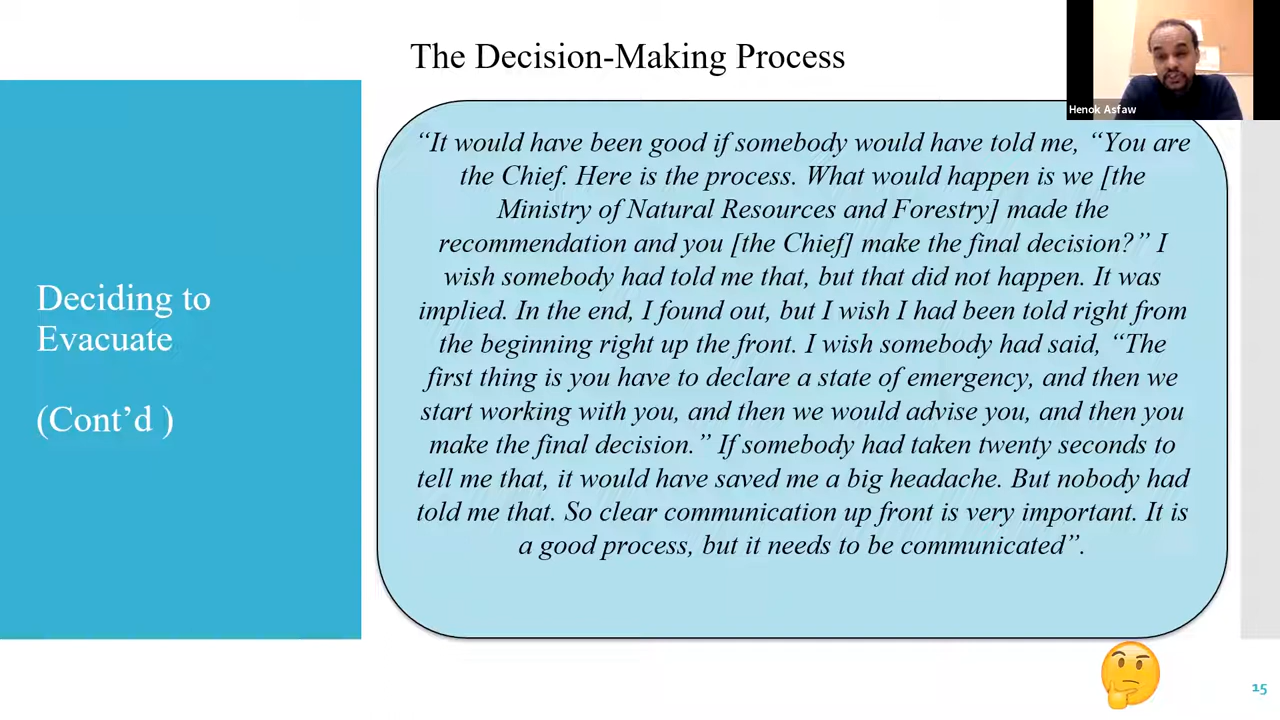 The Decision-Making Process
Henok Asfaw
Deciding to
Evacuate
(Cont’d )
“It would have been good if somebody would have told me, “You are
the Chief. Here is the process. What would happen is we [the
Ministry of Natural Resources and Forestry] made the
recommendation and you [the Chief] make the final decision?” I
wish somebody had told me that, but that did not happen. It was
implied. In the end, I found out, but I wish I had been told right from
the beginning right up the front. I wish somebody had said, “The
first thing is you have to declare a state of emergency, and then we
start working with you, and then we would advise you, and then you
make the final decision.” If somebody had taken twenty seconds to
tell me that, it would have saved me a big headache. But nobody had
told me that. So clear communication up front is very important. It is
a good process, but it needs to be communicated”.
15